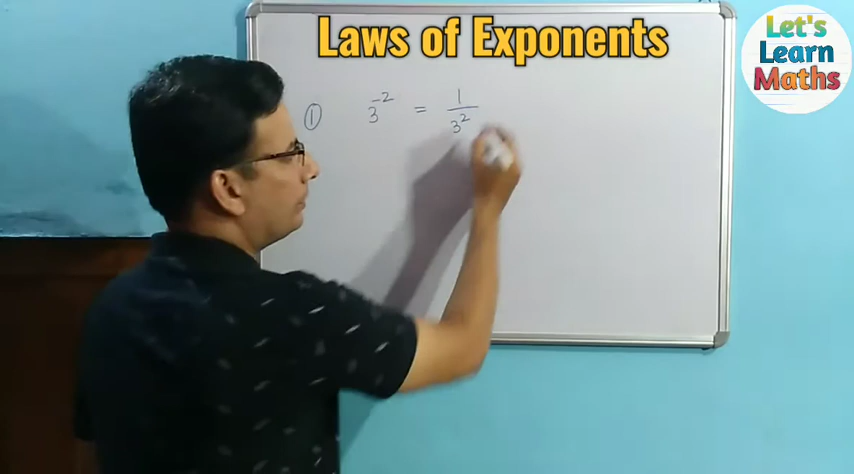 Laws of Exponents
Let's
Learn
Maths
① 3⁻² = 1/3²